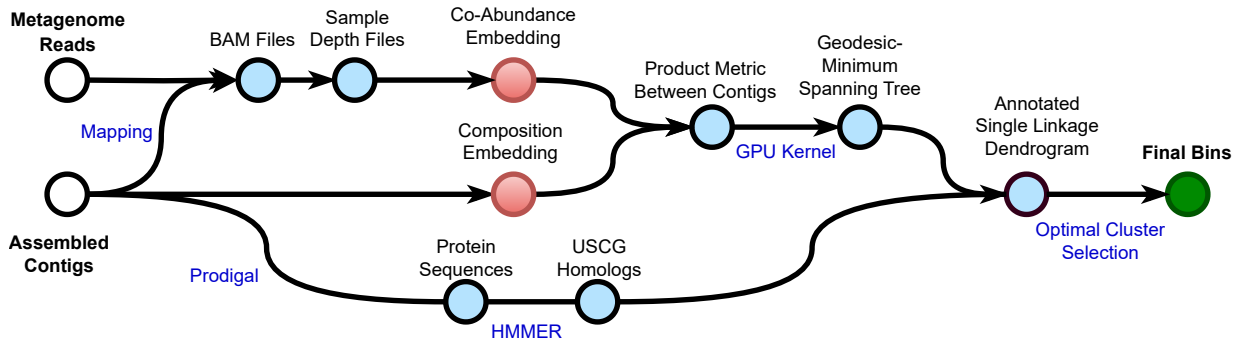 Metagenome
Reads
BAM Files
Sample
Depth Files
Co-Abundance
Embedding
Product Metric
Between Contigs
Geodesic-
Minimum
Spanning Tree
Annotated
Single Linkage
Dendrogram
Final Bins
Mapping
Composition
Embedding
GPU Kernel
Assembled
Contigs
Prodigal
Protein
Sequences
USCG
Homologs
HMMER
Optimal Cluster
Selection